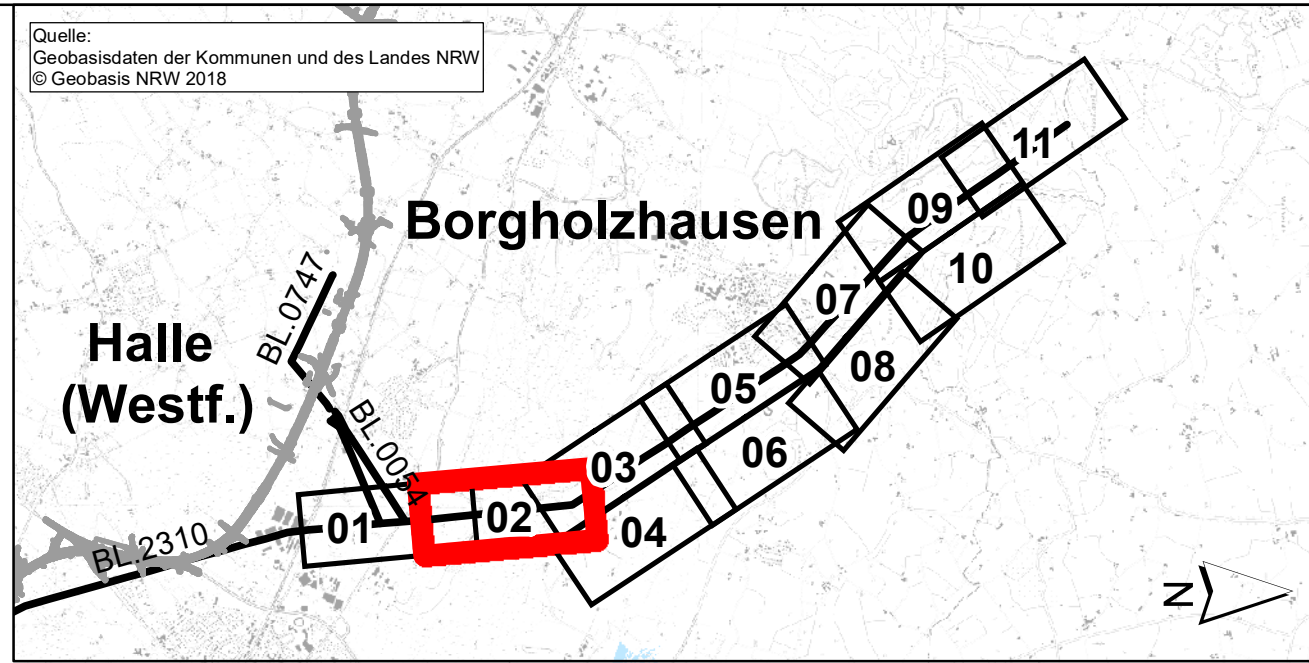 Quelle:
Geobasisdaten der Kommunen und des Landes NRW
© Geobasis NRW 2018
Borgholzhausen
Halle
(Westf.)
BL.0747
BL.0054
BL.2310
01
02
03
04
05
06
07
08
09
10
11
N